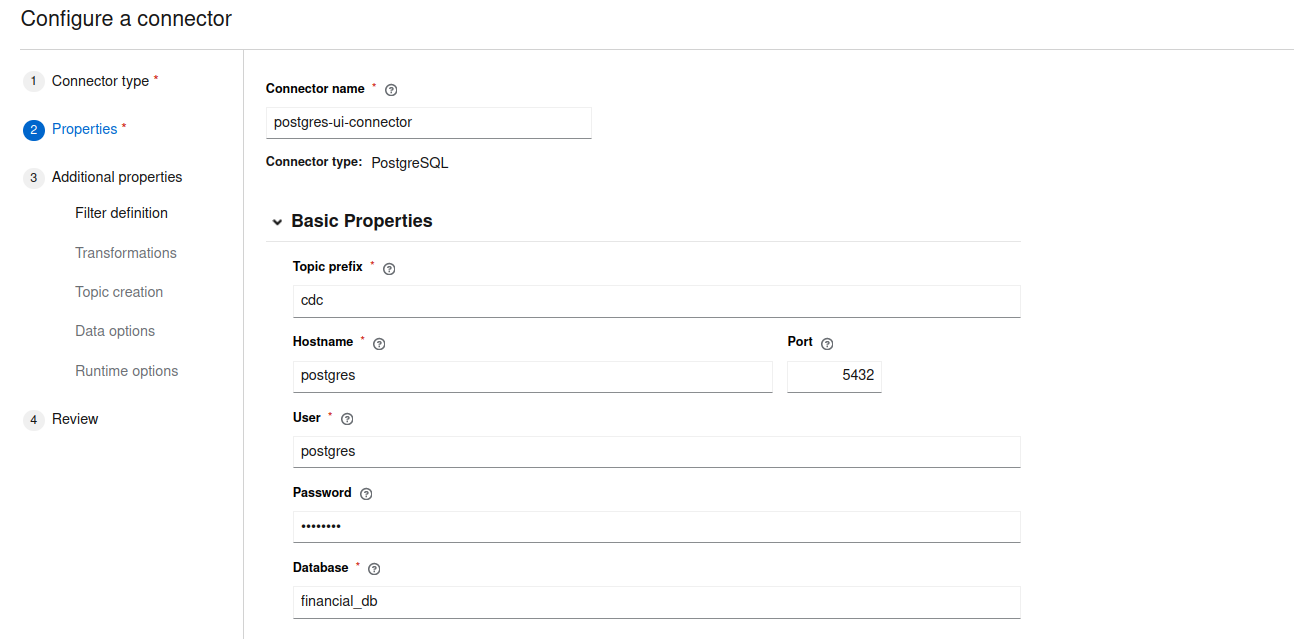 Configure a connector
1 Connector type *
2 Properties *
3 Additional properties
Filter definition
Transformations
Topic creation
Data options
Runtime options
4 Review
Connector name *
postgres-ui-connector
Connector type: PostgreSQL
Basic Properties
Topic prefix *
cdc
Hostname * Port
postgres 5432
User *
postgres
Password
••••••••
Database *
financial_db